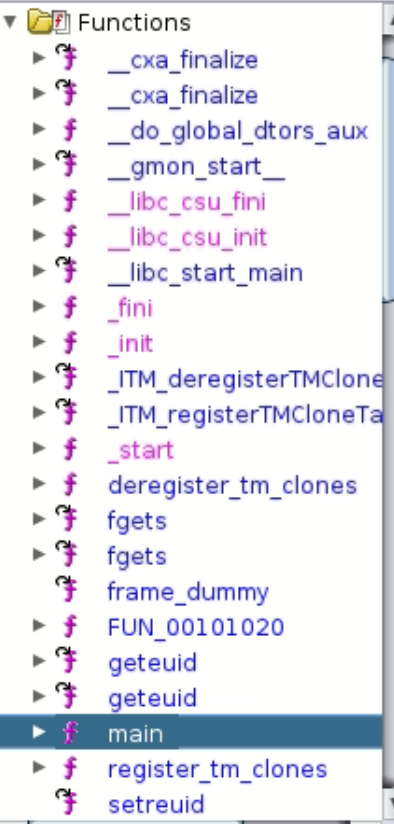 Functions
__cxa_finalize
__cxa_finalize
__do_global_dtors_aux
__gmon_start__
__libc_csu_fini
__libc_csu_init
__libc_start_main
_fini
_init
_ITM_deregisterTMClone
_ITM_registerTMCloneTa
_start
deregister_tm_clones
fgets
fgets
frame_dummy
FUN_00101020
geteuid
geteuid
main
register_tm_clones
setreuid